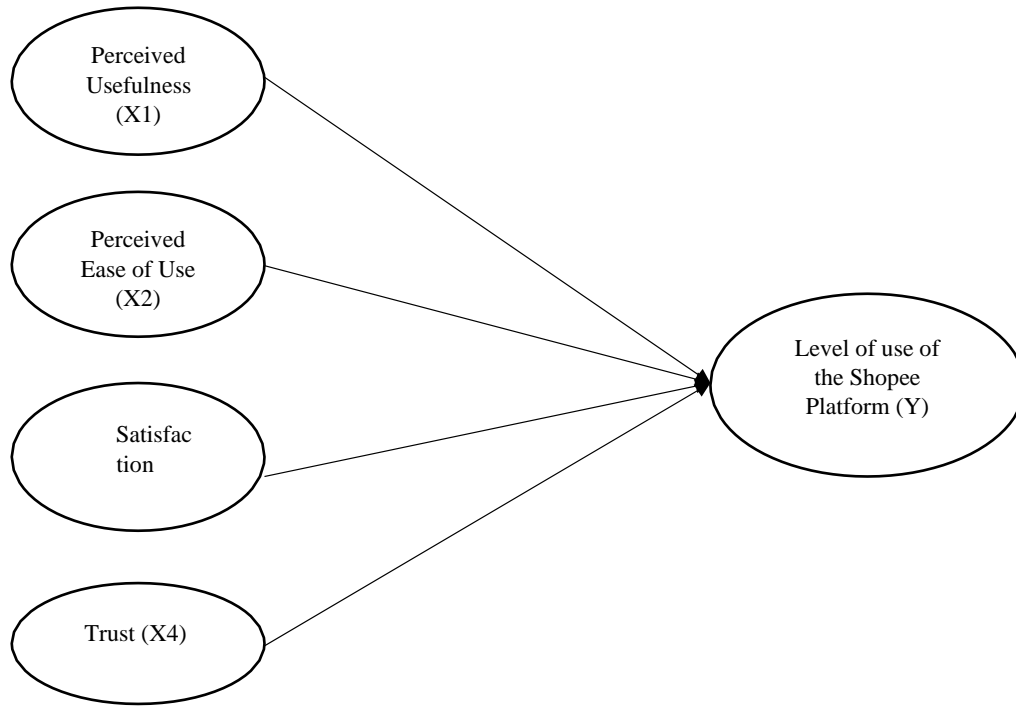 Perceived
Usefulness
(X1)
Perceived
Ease of Use
(X2)
Satisfac
tion
Trust (X4)
Level of use of
the Shopee
Platform (Y)